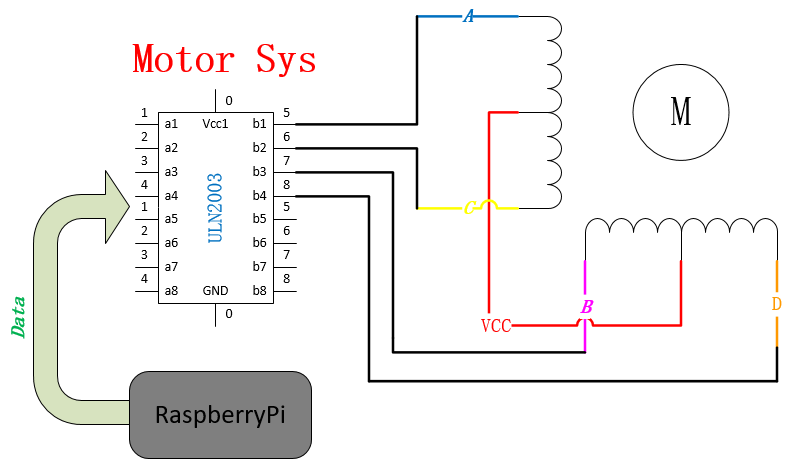 Motor Sys
A
0
1 Vcc1 5
a1 b1
2 6
a2 b2
3 7
a3 b3
4 8
a4 b4
1 5
a5 b5
2 6
a6 b6
3 7
a7 b7
4 8
a8 GND b8
0
ULN2003
M
C
B
D
VCC
Data
RaspberryPi